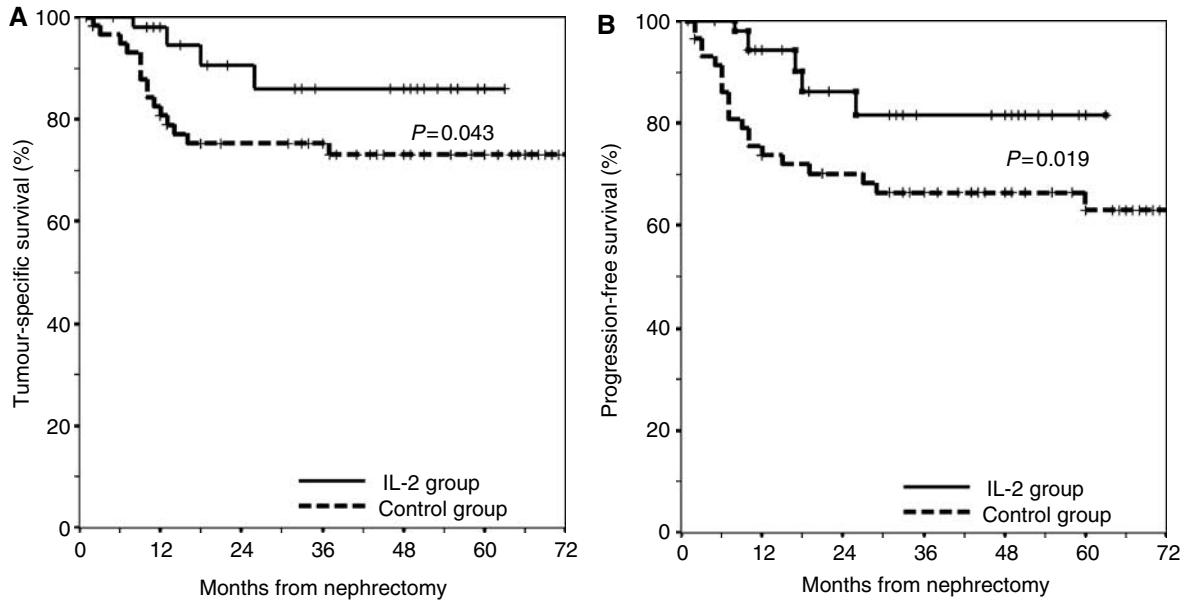 A
Tumour-specific survival (%)
100
80
60
40
20
0
P=0.043
IL-2 group
Control group
0 12 24 36 48 60 72
Months from nephrectomy
B
Progression-free survival (%)
100
80
60
40
20
0
P=0.019
IL-2 group
Control group
0 12 24 36 48 60 72
Months from nephrectomy